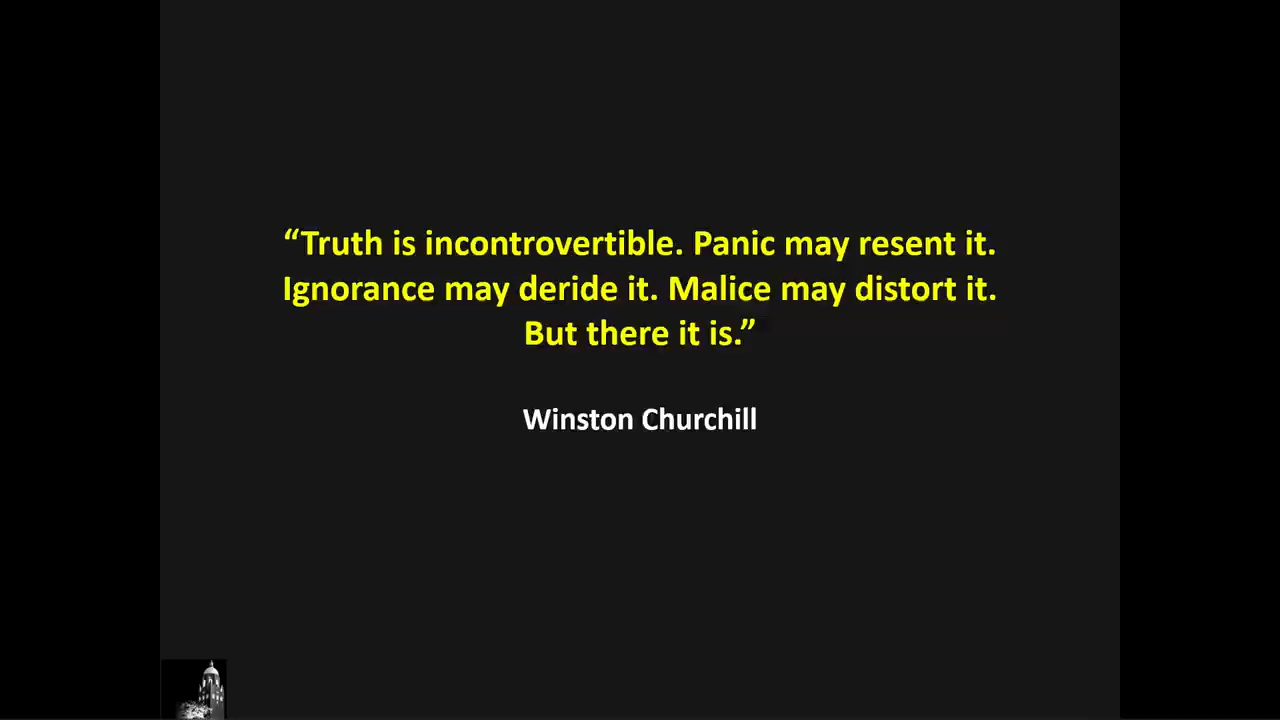 “Truth is incontrovertible. Panic may resent it.
Ignorance may deride it. Malice may distort it.
But there it is.”
Winston Churchill